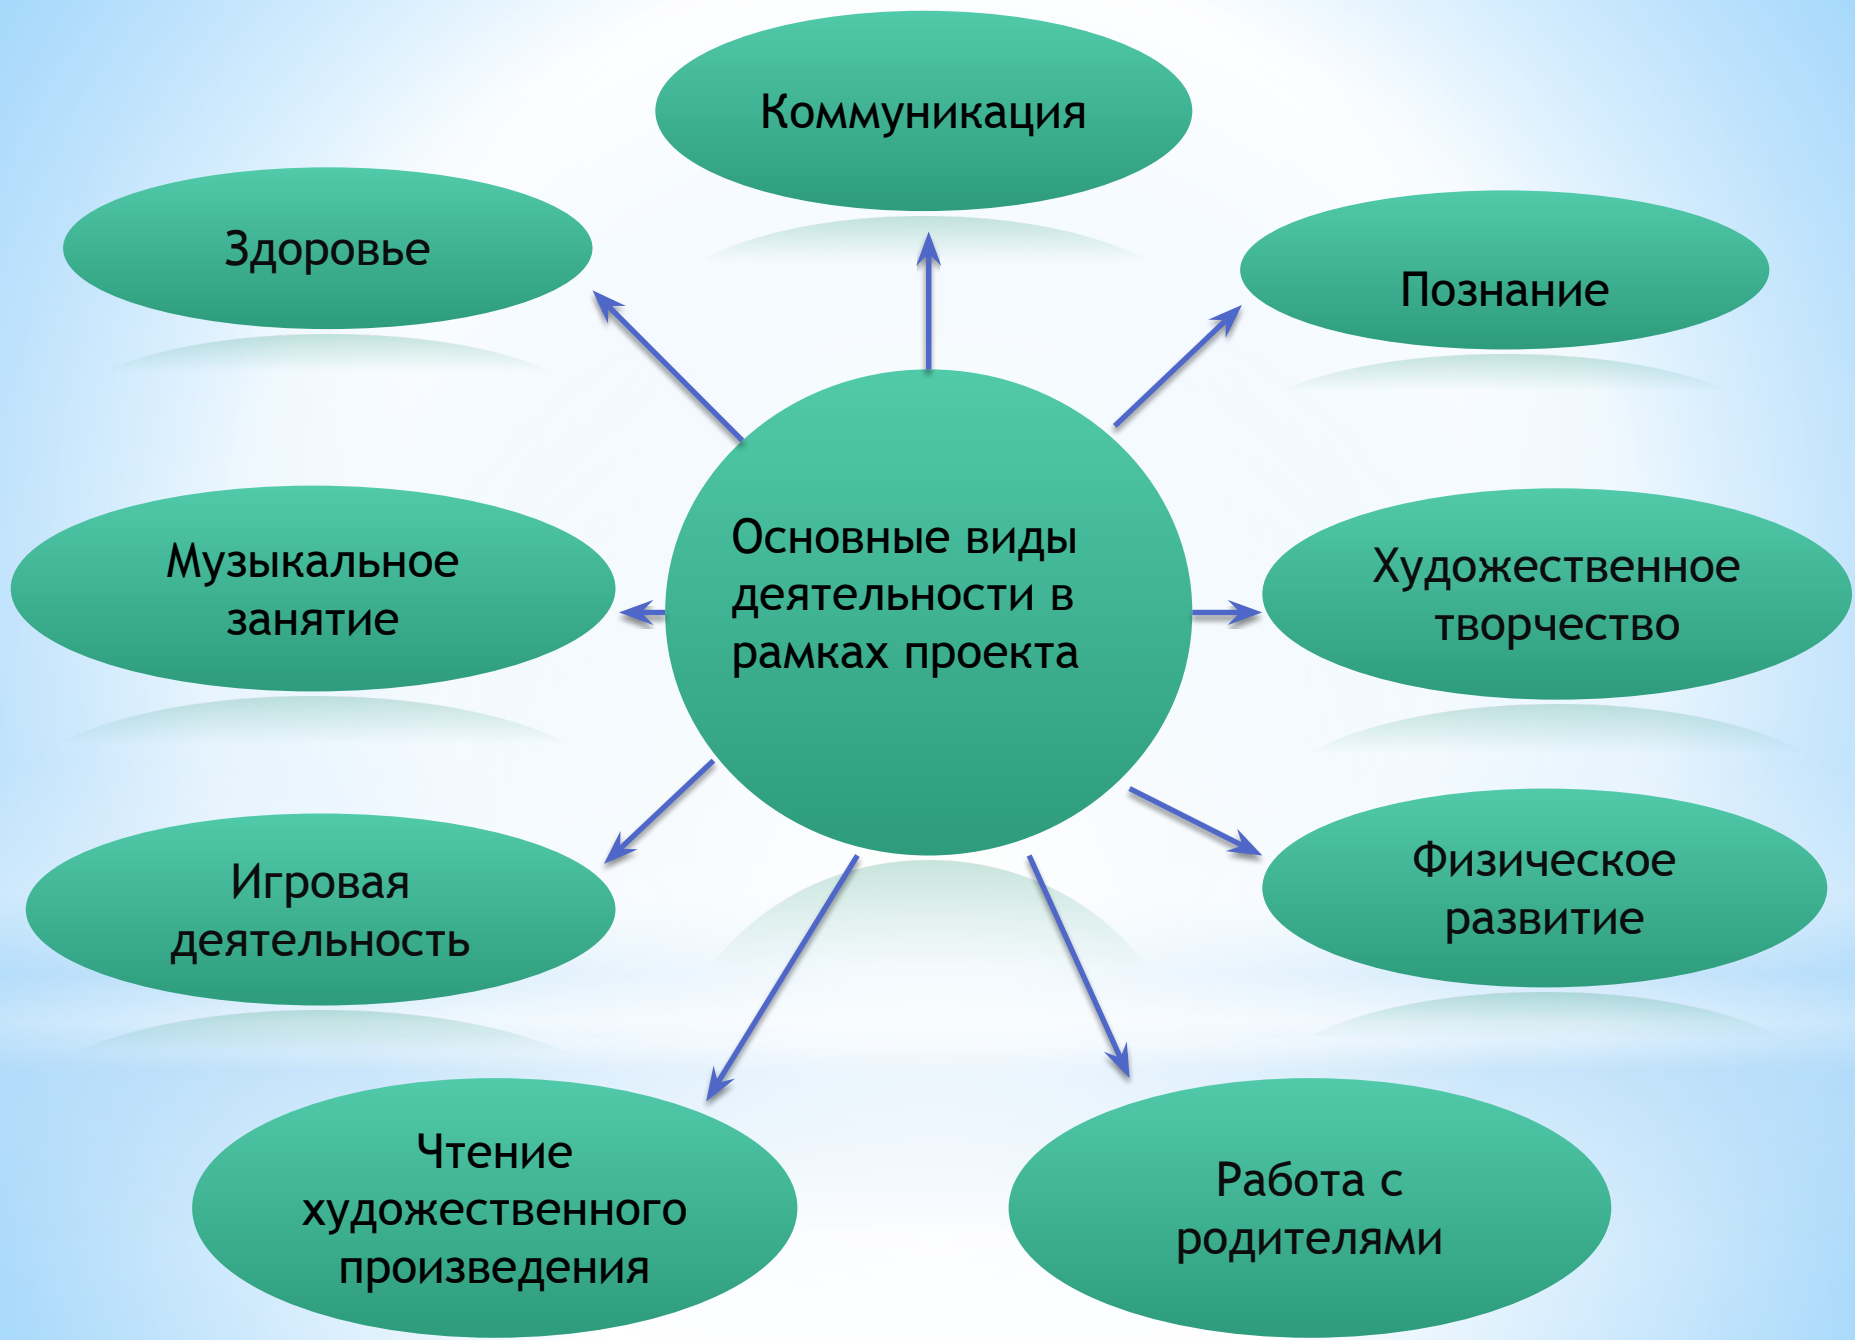 Коммуникация
Здоровье
Познание
Основные виды
деятельности в
рамках проекта
Музыкальное
занятие
Художественное
творчество
Игровая
деятельность
Физическое
развитие
Чтение
художественного
произведения
Работа с
родителями